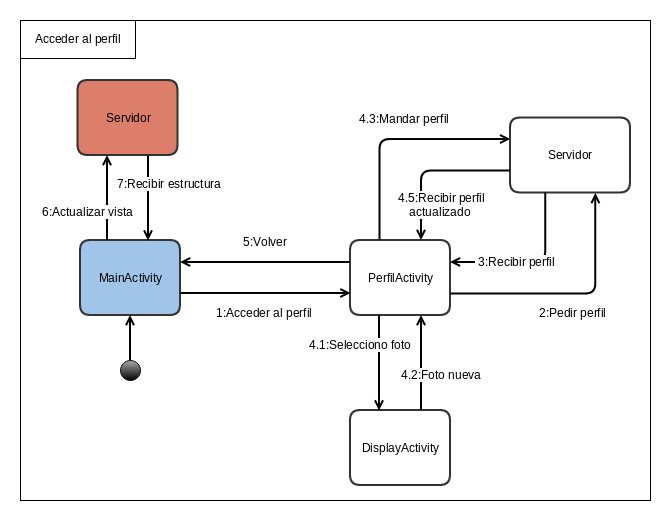 Acceder al perfil
Servidor
4.3:Mandar perfil
Servidor
7:Recibir estructura
4.5:Recibir perfil
actualizado
6:Actualizar vista
5:Volver
3:Recibir perfil
MainActivity
PerfilActivity
1:Acceder al perfil
2:Pedir perfil
4.1:Selecciono foto
4.2:Foto nueva
DisplayActivity